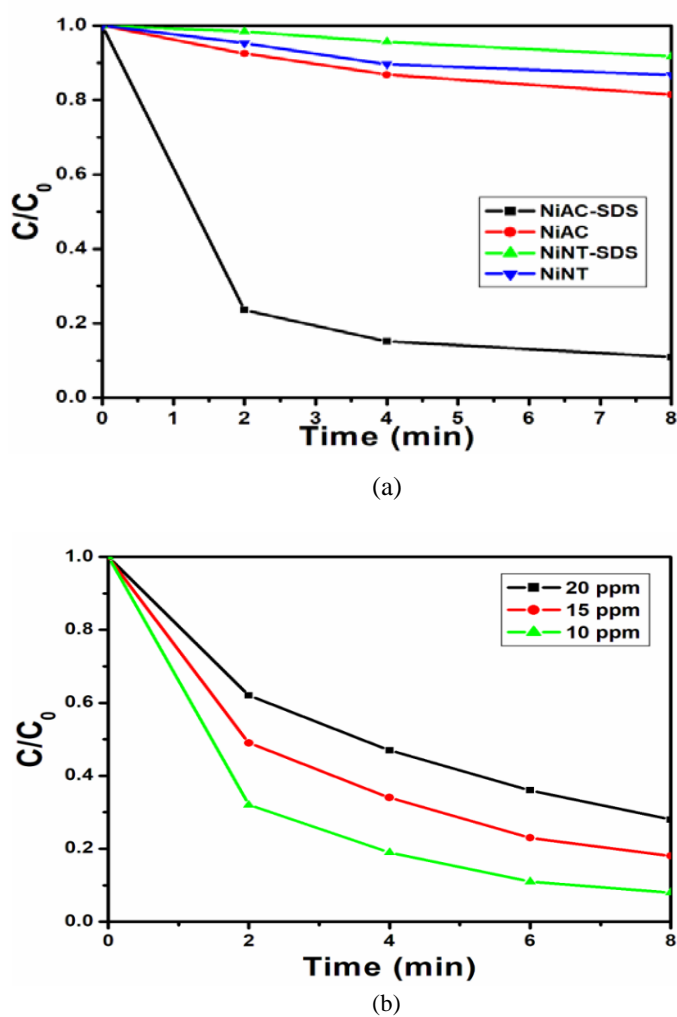 1.0
0.8
0.6
0.4
0.2
0.0
C/C0
NiAC-SDS
NiAC
NiNT-SDS
NiNT
0 1 2 3 4 5 6 7 8
Time (min)
(a)
1.0
0.8
0.6
0.4
0.2
0.0
C/C0
20 ppm
15 ppm
10 ppm
0 2 4 6 8
Time (min)
(b)